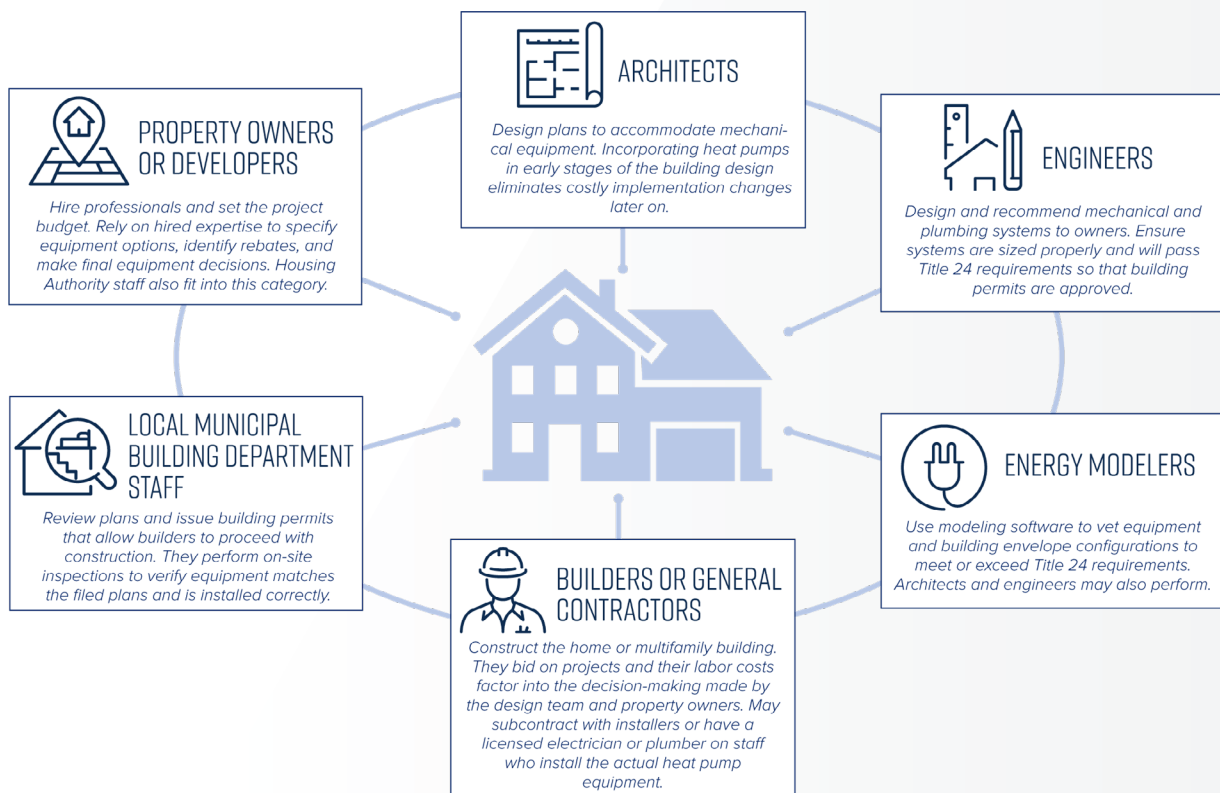 ARCHITECTS
Design plans to accommodate mechani-
cal equipment. Incorporating heat pumps
in early stages of the building design
eliminates costly implementation changes
later on.
PROPERTY OWNERS
OR DEVELOPERS
Hire professionals and set the project
budget. Rely on hired expertise to specify
equipment options, identify rebates, and
make final equipment decisions. Housing
Authority staff also fit into this category.
ENGINEERS
Design and recommend mechanical and
plumbing systems to owners. Ensure
systems are sized properly and will pass
Title 24 requirements so that building
permits are approved.
LOCAL MUNICIPAL
BUILDING DEPARTMENT
STAFF
Review plans and issue building permits
that allow builders to proceed with
construction. They perform on-site
inspections to verify equipment matches
the filed plans and is installed correctly.
ENERGY MODELERS
Use modeling software to vet equipment
and building envelope configurations to
meet or exceed Title 24 requirements.
Architects and engineers may also perform.
BUILDERS OR GENERAL
CONTRACTORS
Construct the home or multifamily building.
They bid on projects and their labor costs
factor into the decision-making made by
the design team and property owners. May
subcontract with installers or have a
licensed electrician or plumber on staff
who install the actual heat pump
equipment.